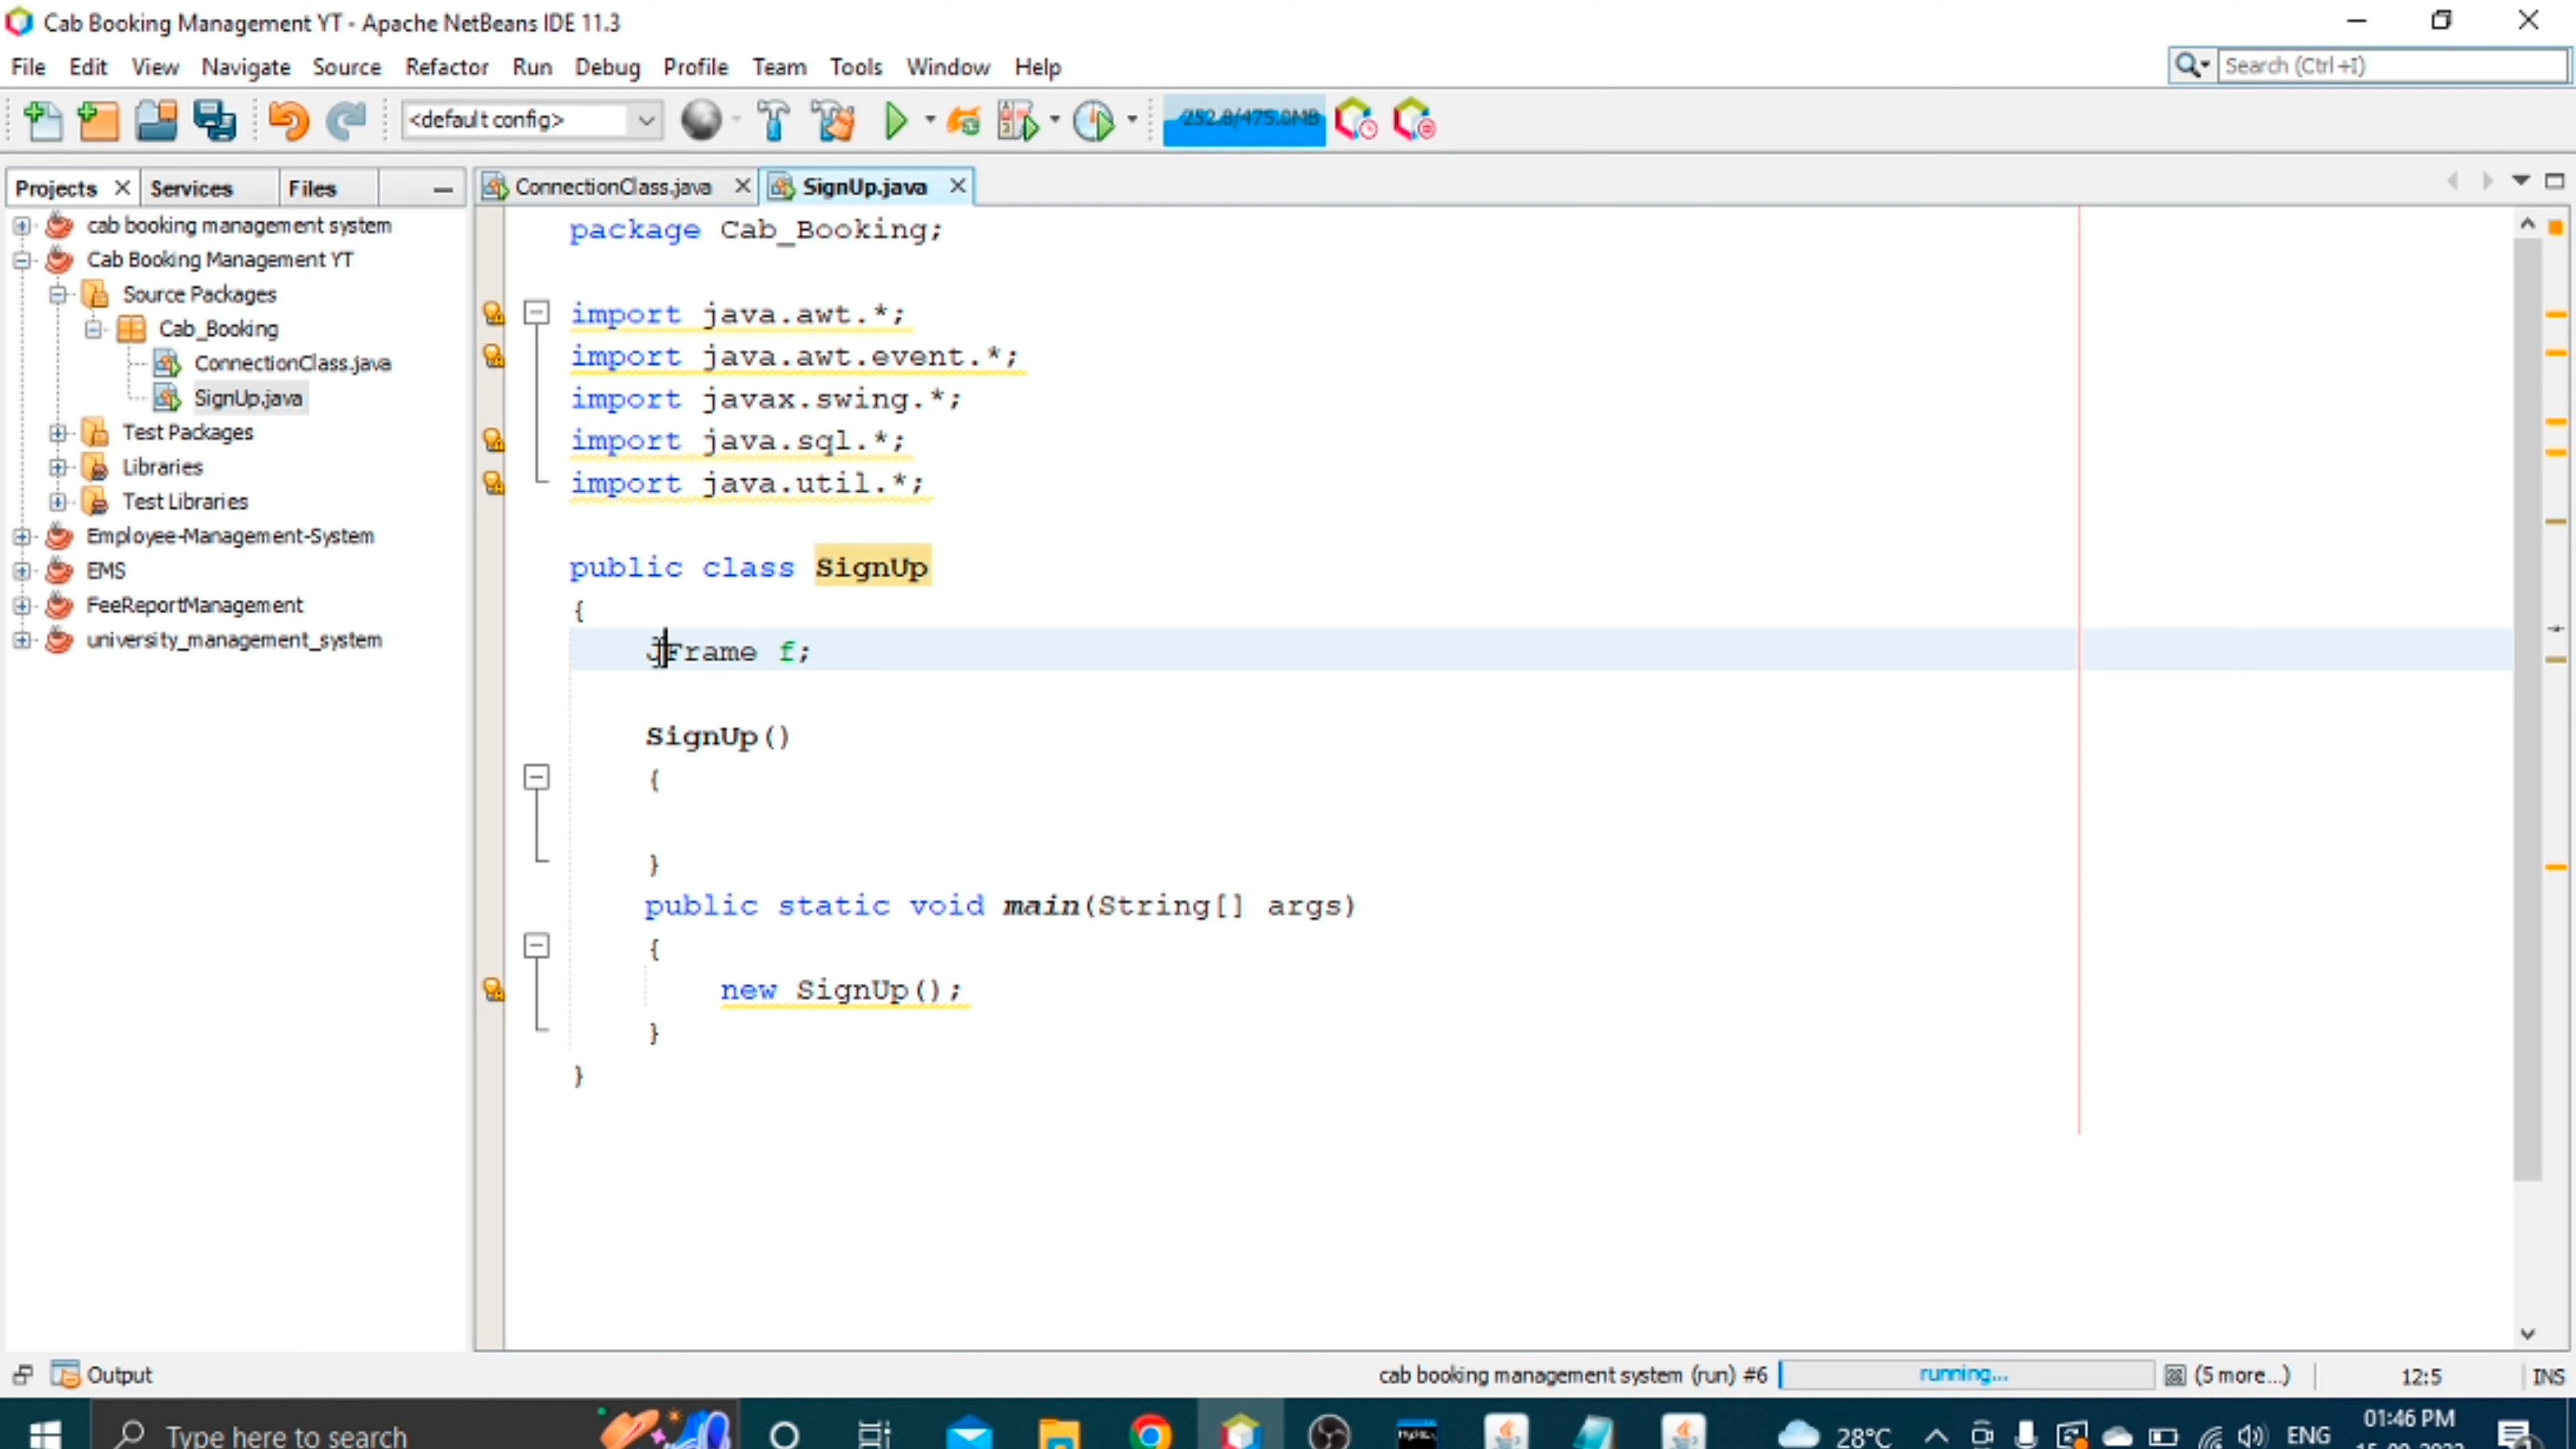 Cab Booking Management YT - Apache NetBeans IDE 11.3
File Edit View Navigate Source Refactor Run Debug Profile Team Tools Window Help
Search (Ctrl+I)
<default config>
252.8/475.0MB
Projects Services Files
ConnectionClass.java SignUp.java
cab booking management system
Cab Booking Management YT
Source Packages
Cab_Booking
ConnectionClass.java
SignUp.java
Test Packages
Libraries
Test Libraries
Employee-Management-System
EMS
FeeReportManagement
university_management_system
package Cab_Booking;
import java.awt.*;
import java.awt.event.*;
import javax.swing.*;
import java.sql.*;
import java.util.*;
public class SignUp
{
JFrame f;
SignUp()
{
}
public static void main(String[] args)
{
new SignUp();
}
}
Output
cab booking management system (run) #6 running... (5 more...) 12:5 INS
Type here to search
28°C ENG
01:46 PM